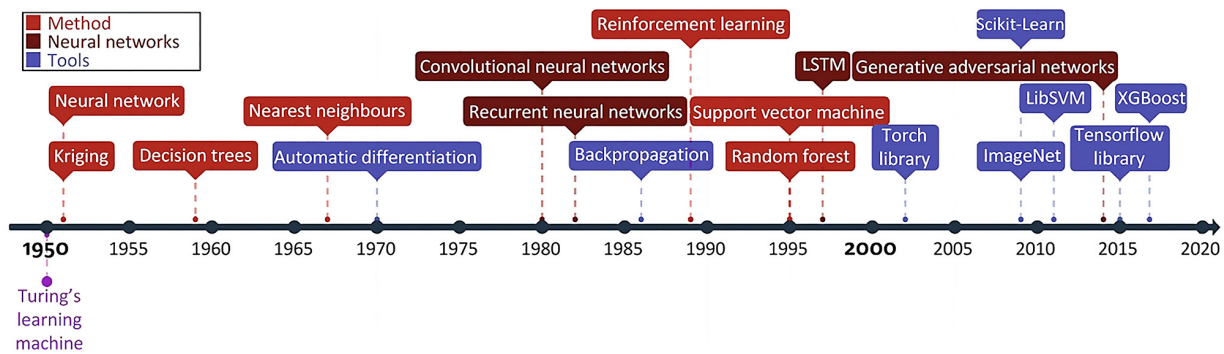 Method
Neural networks
Tools
Reinforcement learning
Scikit-Learn
Convolutional neural networks
LSTM
Generative adversarial networks
Neural network
Nearest neighbours
Recurrent neural networks
Support vector machine
LibSVM
XGBoost
Kriging
Decision trees
Automatic differentiation
Backpropagation
Random forest
Torch
library
ImageNet
Tensorflow
library
1950
1955
1960
1965
1970
1975
1980
1985
1990
1995
2000
2005
2010
2015
2020
Turing's
learning
machine